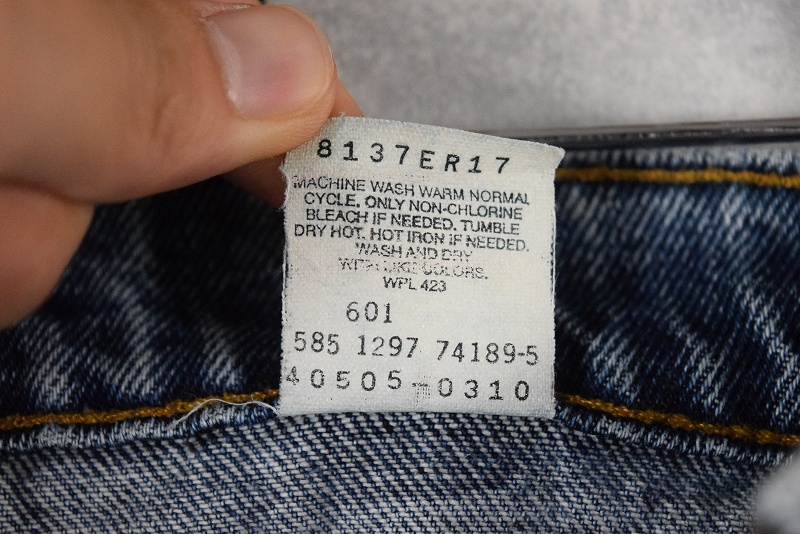 8137ER17
MACHINE WASH WARM NORMAL
CYCLE. ONLY NON-CHLORINE
BLEACH IF NEEDED. TUMBLE
DRY HOT. HOT IRON IF NEEDED.
WASH AND DRY
WITH LIKE COLORS.
WPL 423
601
585 1297 74189-5
40505-0310